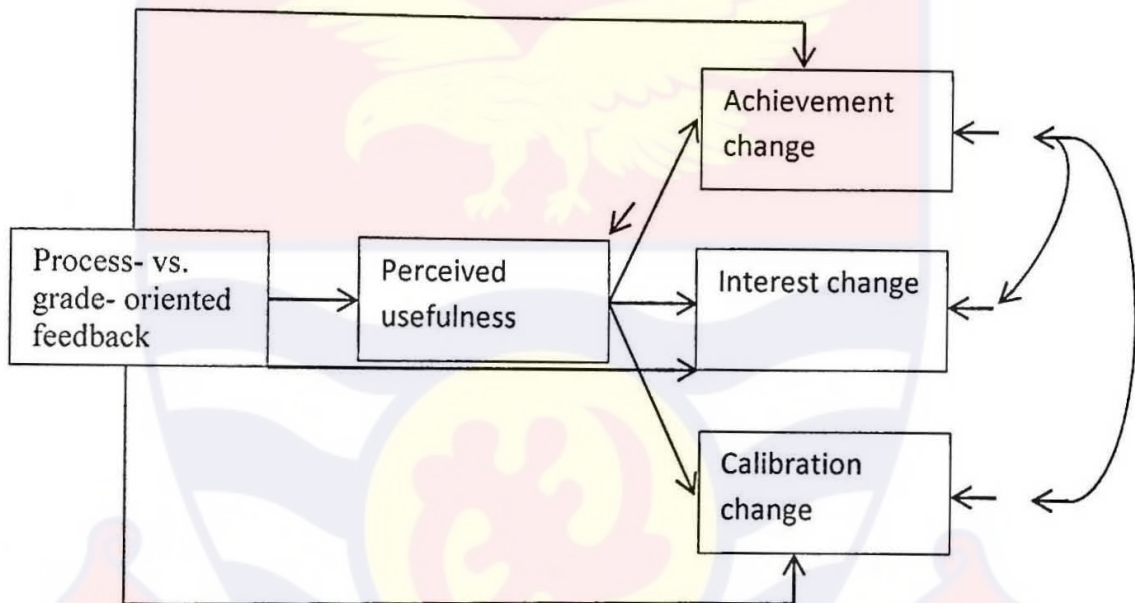 Achievement
change
Process- vs.
grade- oriented
feedback
Perceived
usefulness
Interest change
Calibration
change